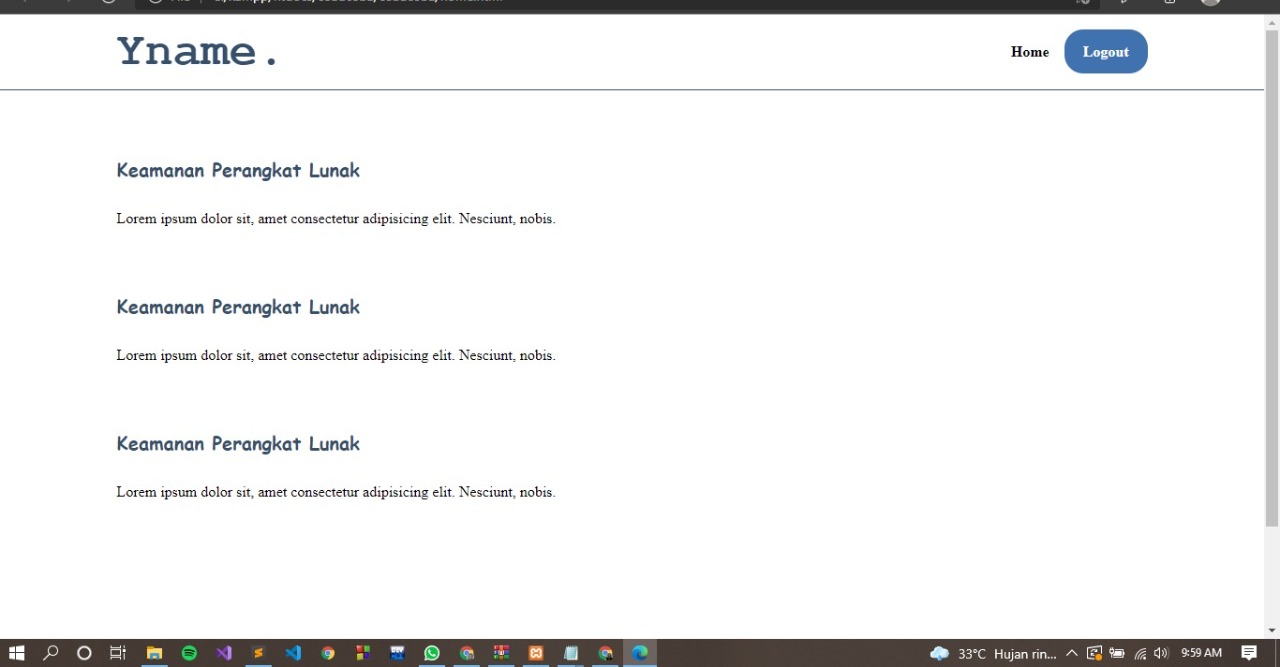 Yname.
Home
Logout
Keamanan Perangkat Lunak
Lorem ipsum dolor sit, amet consectetur adipisicing elit. Nesciunt, nobis.
Keamanan Perangkat Lunak
Lorem ipsum dolor sit, amet consectetur adipisicing elit. Nesciunt, nobis.
Keamanan Perangkat Lunak
Lorem ipsum dolor sit, amet consectetur adipisicing elit. Nesciunt, nobis.
33°C Hujan rin... 9:59 AM